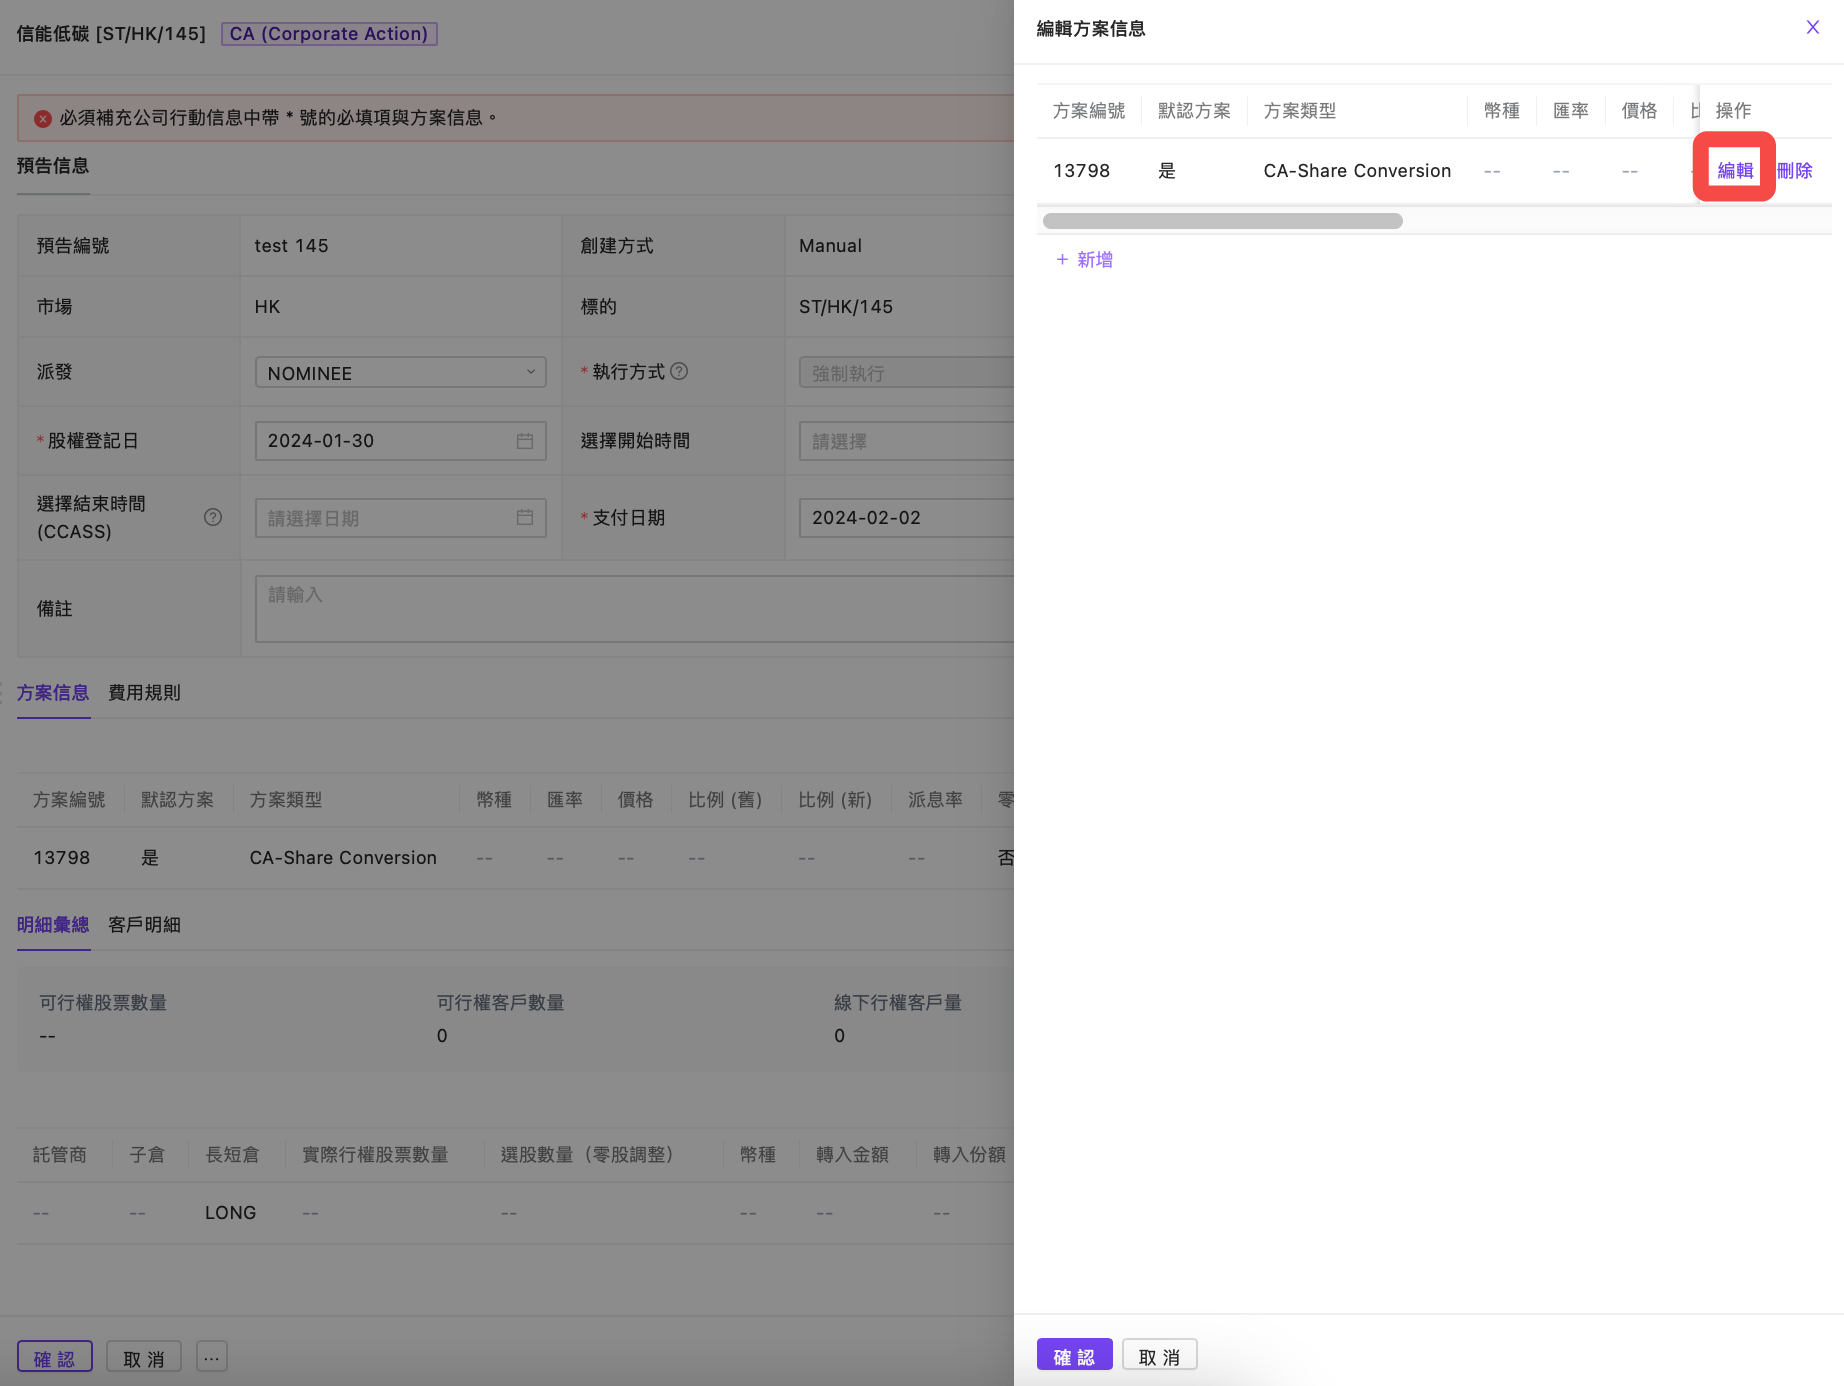 信能低碳 [ST/HK/145] CA (Corporate Action)
必須補充公司行動信息中帶 * 號的必填項與方案信息。
預告信息
預告編號 test 145 創建方式 Manual
市場 HK 標的 ST/HK/145
派發 NOMINEE * 執行方式 強制執行
* 股權登記日 2024-01-30 選擇開始時間 請選擇
選擇結束時間
(CCASS) 請選擇日期 * 支付日期 2024-02-02
備註 請輸入
方案信息 費用規則
方案編號 默認方案 方案類型 幣種 匯率 價格 比例 (舊) 比例 (新) 派息率 零
13798 是 CA-Share Conversion -- -- -- -- -- -- 否
明細彙總 客戶明細
可行權股票數量 可行權客戶數量 線下行權客戶量
-- 0 0
託管商 子倉 長短倉 實際行權股票數量 選股數量（零股調整） 幣種 轉入金額 轉入份額
-- -- LONG -- -- -- -- --
確認 取消 ...
編輯方案信息
方案編號 默認方案 方案類型 幣種 匯率 價格 操作
13798 是 CA-Share Conversion -- -- -- 編輯 刪除
+ 新增
確認 取消